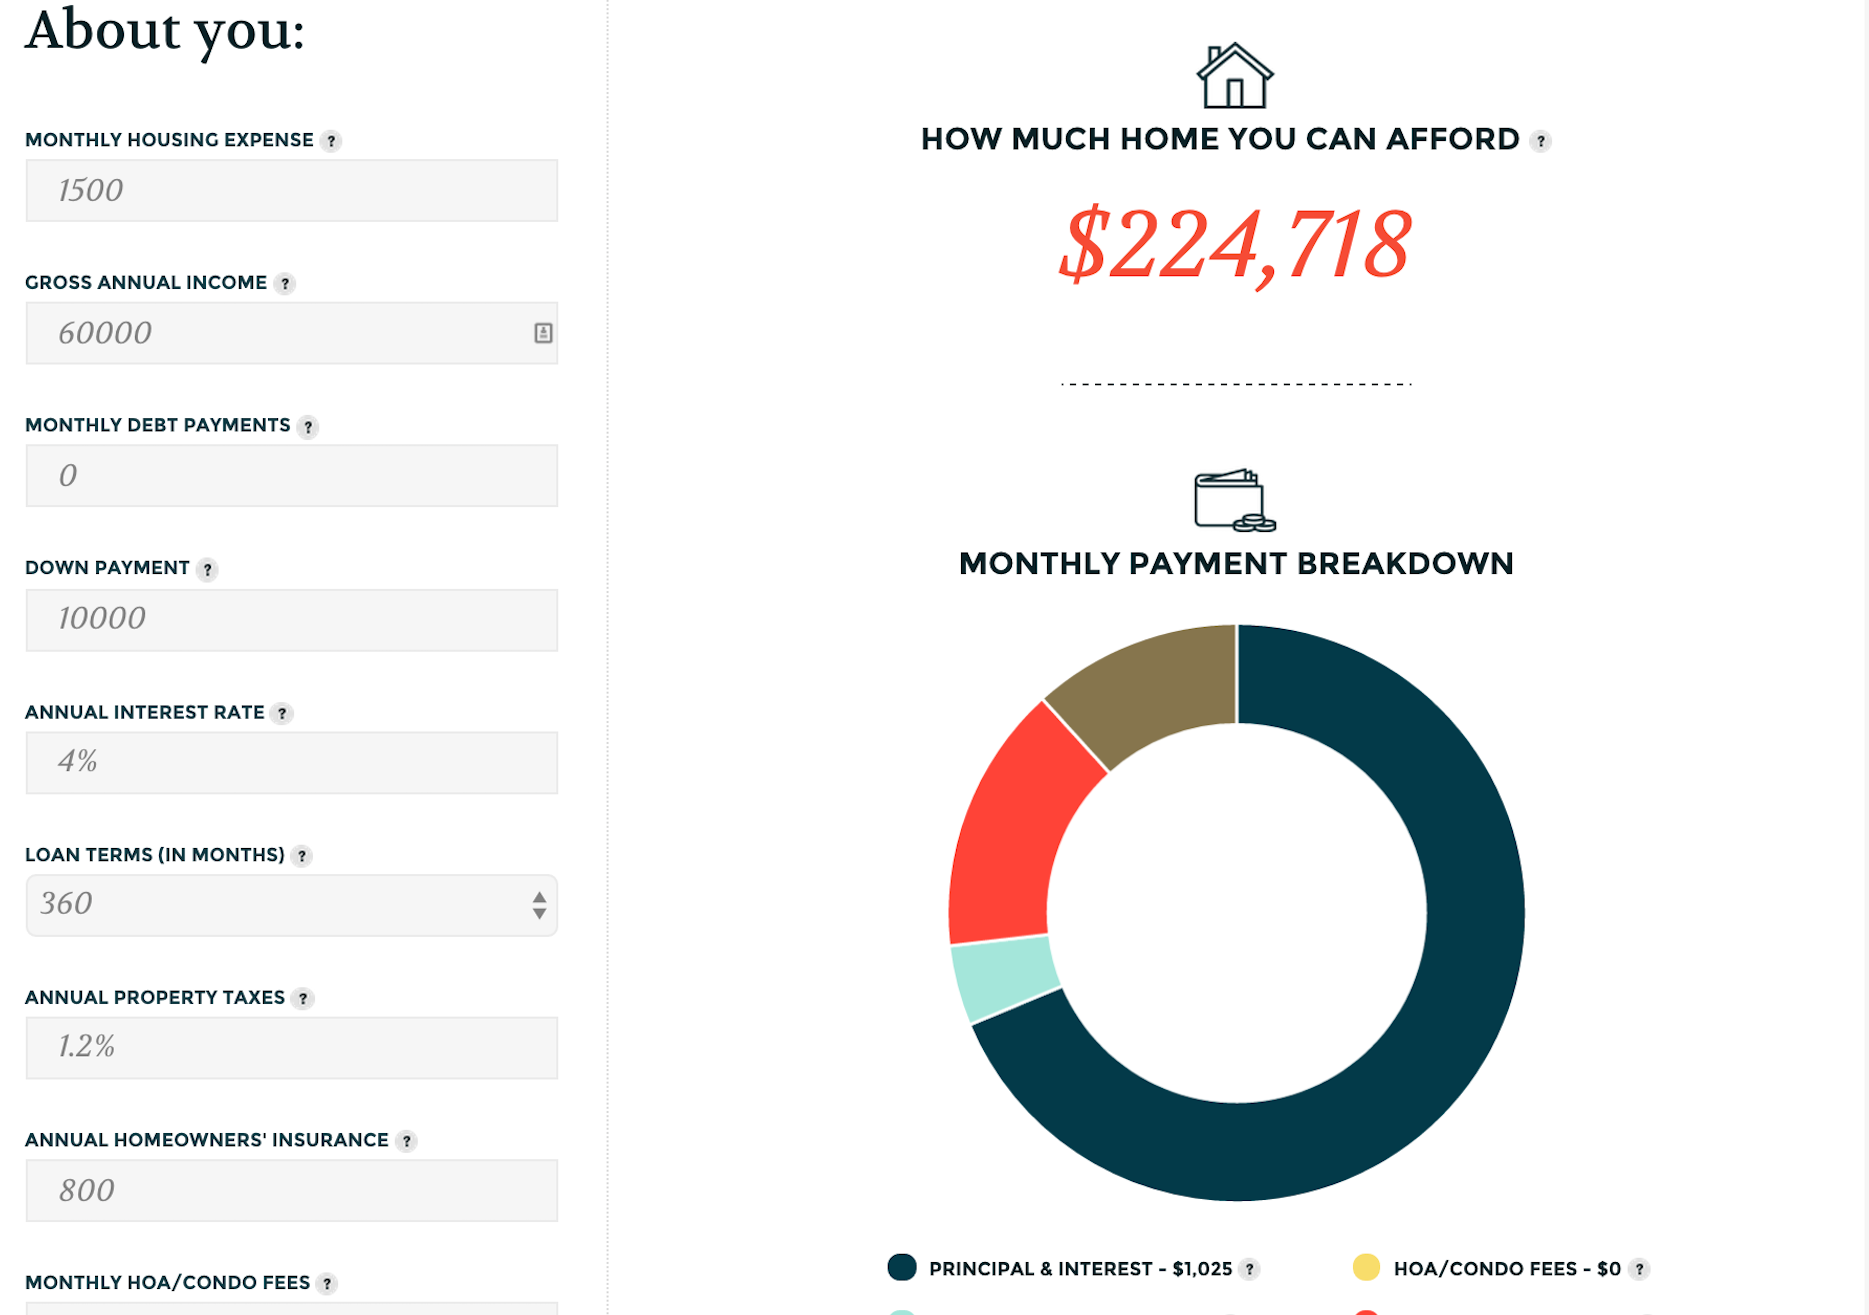 About you:
MONTHLY HOUSING EXPENSE ?
1500
GROSS ANNUAL INCOME ?
60000
MONTHLY DEBT PAYMENTS ?
0
DOWN PAYMENT ?
10000
ANNUAL INTEREST RATE ?
4%
LOAN TERMS (IN MONTHS) ?
360
ANNUAL PROPERTY TAXES ?
1.2%
ANNUAL HOMEOWNERS' INSURANCE ?
800
MONTHLY HOA/CONDO FEES ?
HOW MUCH HOME YOU CAN AFFORD ?
$224,718
MONTHLY PAYMENT BREAKDOWN
PRINCIPAL & INTEREST - $1,025 ?
HOA/CONDO FEES - $0 ?